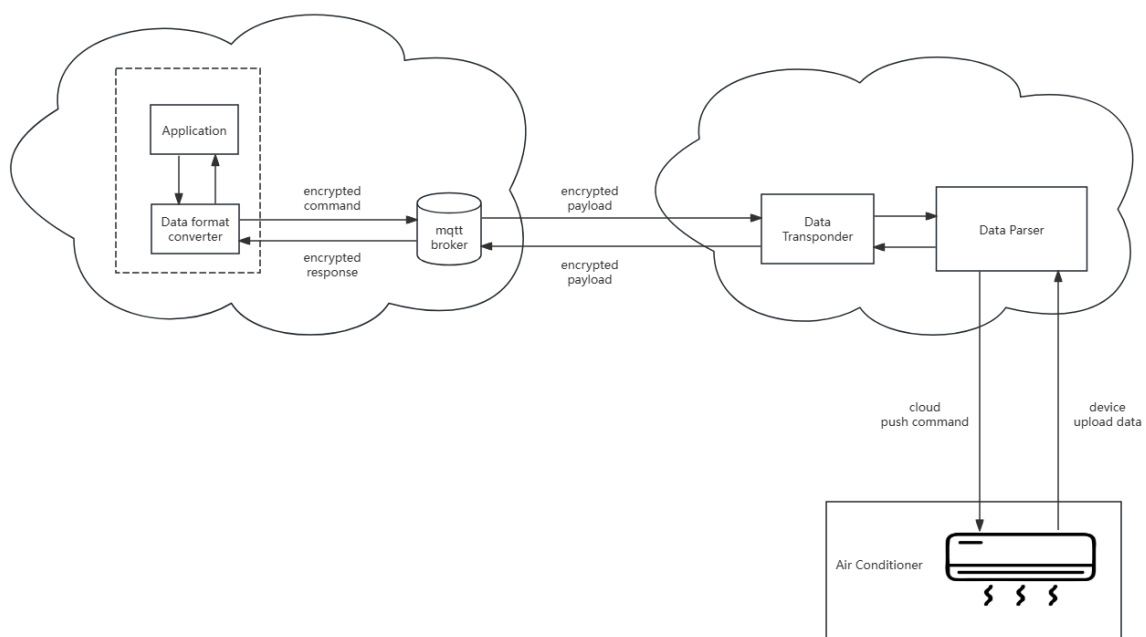 Application
Data format
converter
encrypted
command
encrypted
response
mqtt
broker
encrypted
payload
encrypted
payload
Data
Transponder
Data Parser
cloud
push command
device
upload data
Air Conditioner